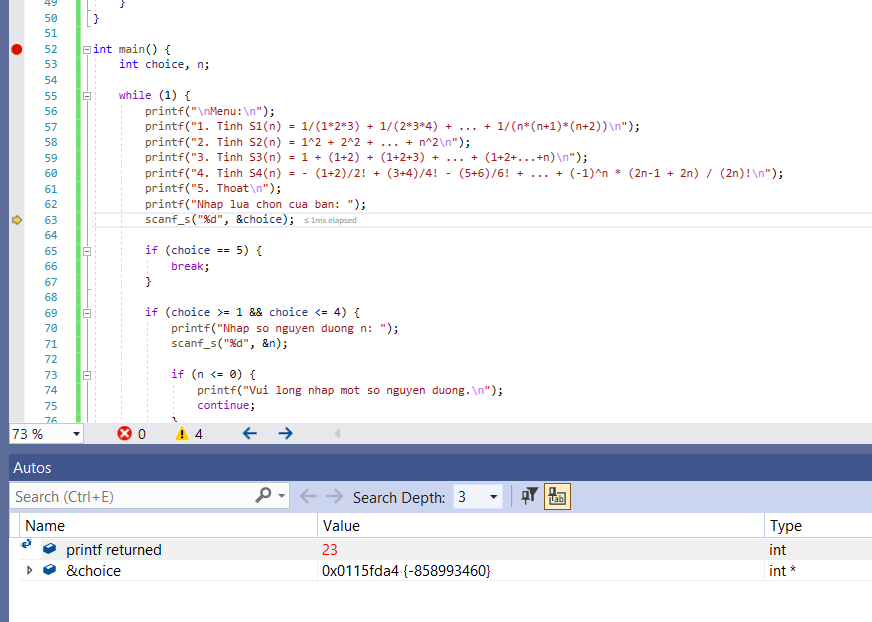 49 }
50 }
51
52 int main() {
53 int choice, n;
54
55 while (1) {
56 printf("\nMenu:\n");
57 printf("1. Tinh S1(n) = 1/(1*2*3) + 1/(2*3*4) + ... + 1/(n*(n+1)*(n+2))\n");
58 printf("2. Tinh S2(n) = 1^2 + 2^2 + ... + n^2\n");
59 printf("3. Tinh S3(n) = 1 + (1+2) + (1+2+3) + ... + (1+2+...+n)\n");
60 printf("4. Tinh S4(n) = - (1+2)/2! + (3+4)/4! - (5+6)/6! + ... + (-1)^n * (2n-1 + 2n) / (2n)!\n");
61 printf("5. Thoat\n");
62 printf("Nhap lua chon cua ban: ");
63 scanf_s("%d", &choice); ≤ 1ms elapsed
64
65 if (choice == 5) {
66 break;
67 }
68
69 if (choice >= 1 && choice <= 4) {
70 printf("Nhap so nguyen duong n: ");
71 scanf_s("%d", &n);
72
73 if (n <= 0) {
74 printf("Vui long nhap mot so nguyen duong.\n");
75 continue;
76 }
73 % 0 4
Autos
Search (Ctrl+E) Search Depth: 3
Name Value Type
printf returned 23 int
&choice 0x0115fda4 {-858993460} int *